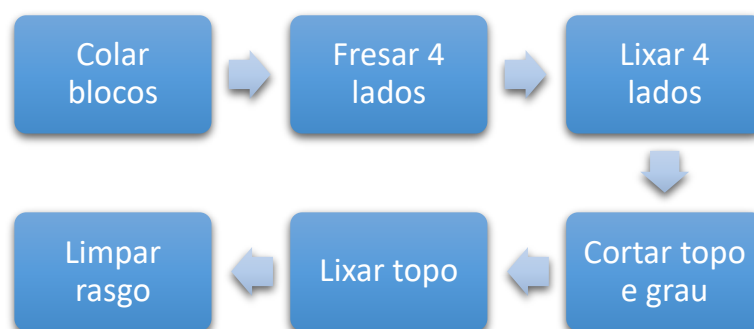 Colar
blocos
Fresar 4
lados
Lixar 4
lados
Cortar topo
e grau
Lixar topo
Limpar
rasgo